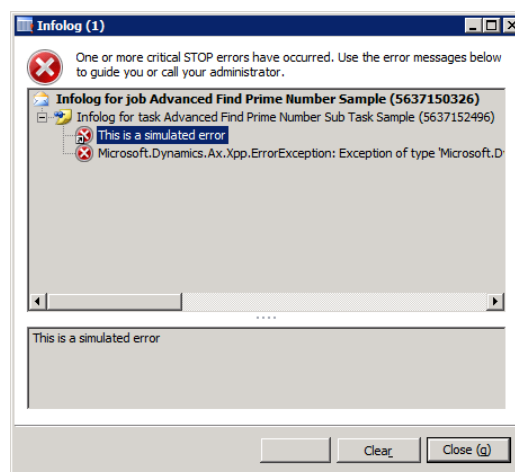 Infolog (1)
One or more critical STOP errors have occurred. Use the error messages below
to guide you or call your administrator.
Infolog for job Advanced Find Prime Number Sample (5637150326)
Infolog for task Advanced Find Prime Number Sub Task Sample (5637152496)
This is a simulated error
Microsoft.Dynamics.Ax.Xpp.ErrorException: Exception of type 'Microsoft.D
This is a simulated error
Clear
Close (q)